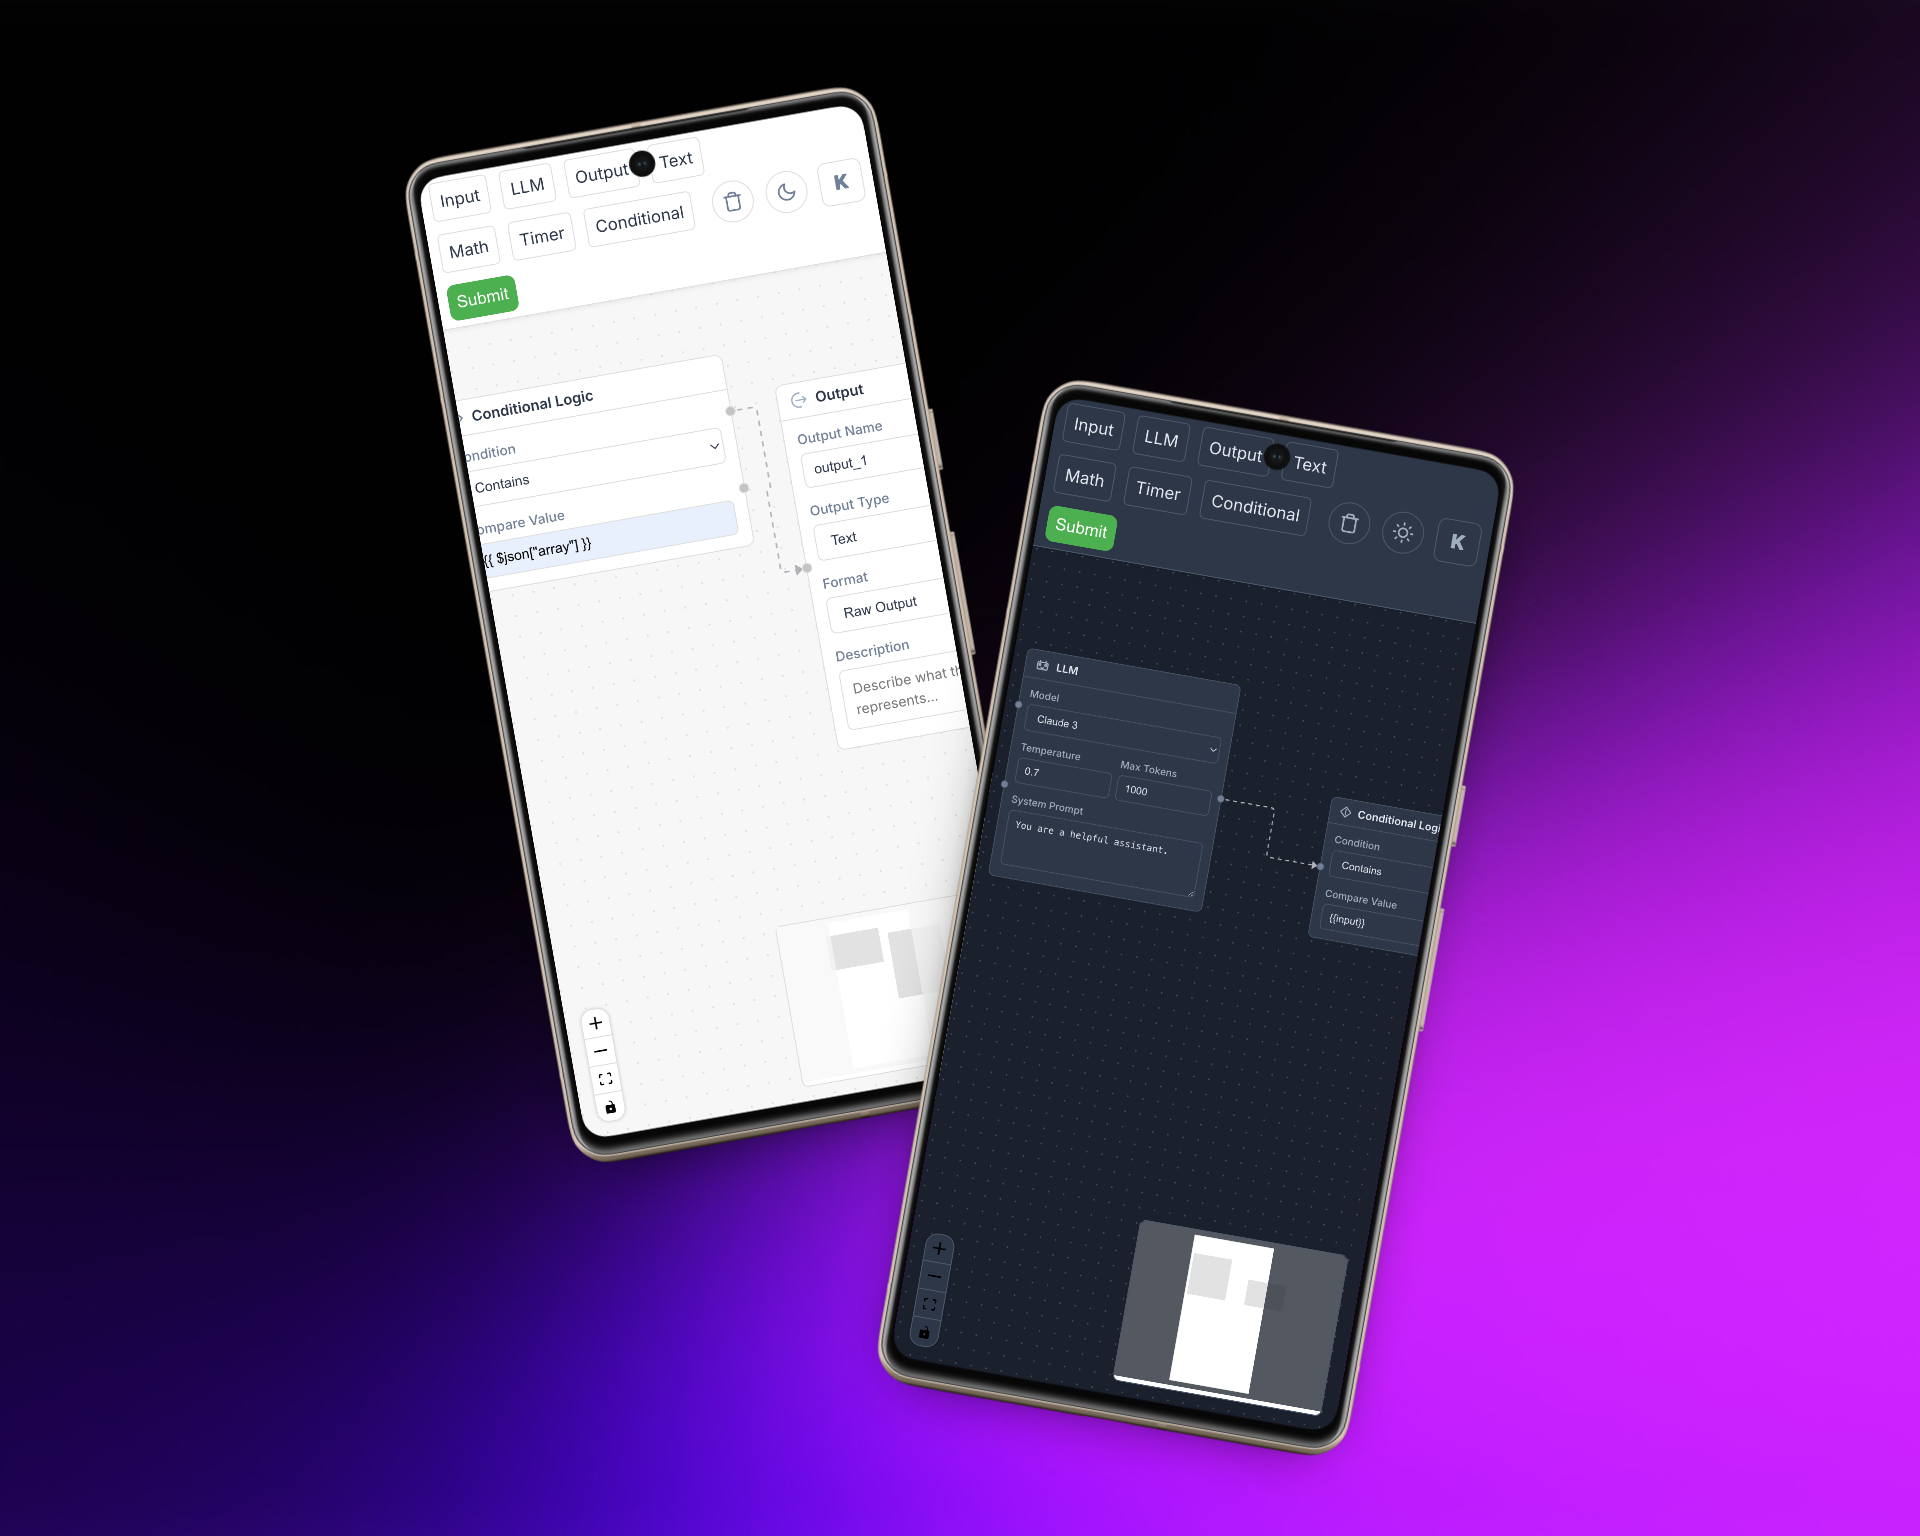 Input
LLM
Output
Text
Math
Timer
Conditional
K
Submit
Conditional Logic
ondition
Contains
ompare Value
{{ $json["array"] }}
Output
Output Name
output_1
Output Type
Text
Format
Raw Output
Description
Describe what th
represents...
Input
LLM
Output
Text
Math
Timer
Conditional
K
Submit
LLM
Model
Claude 3
Temperature
Max Tokens
0.7
1000
System Prompt
You are a helpful assistant.
Conditional Logi
Condition
Contains
Compare Value
{{input}}